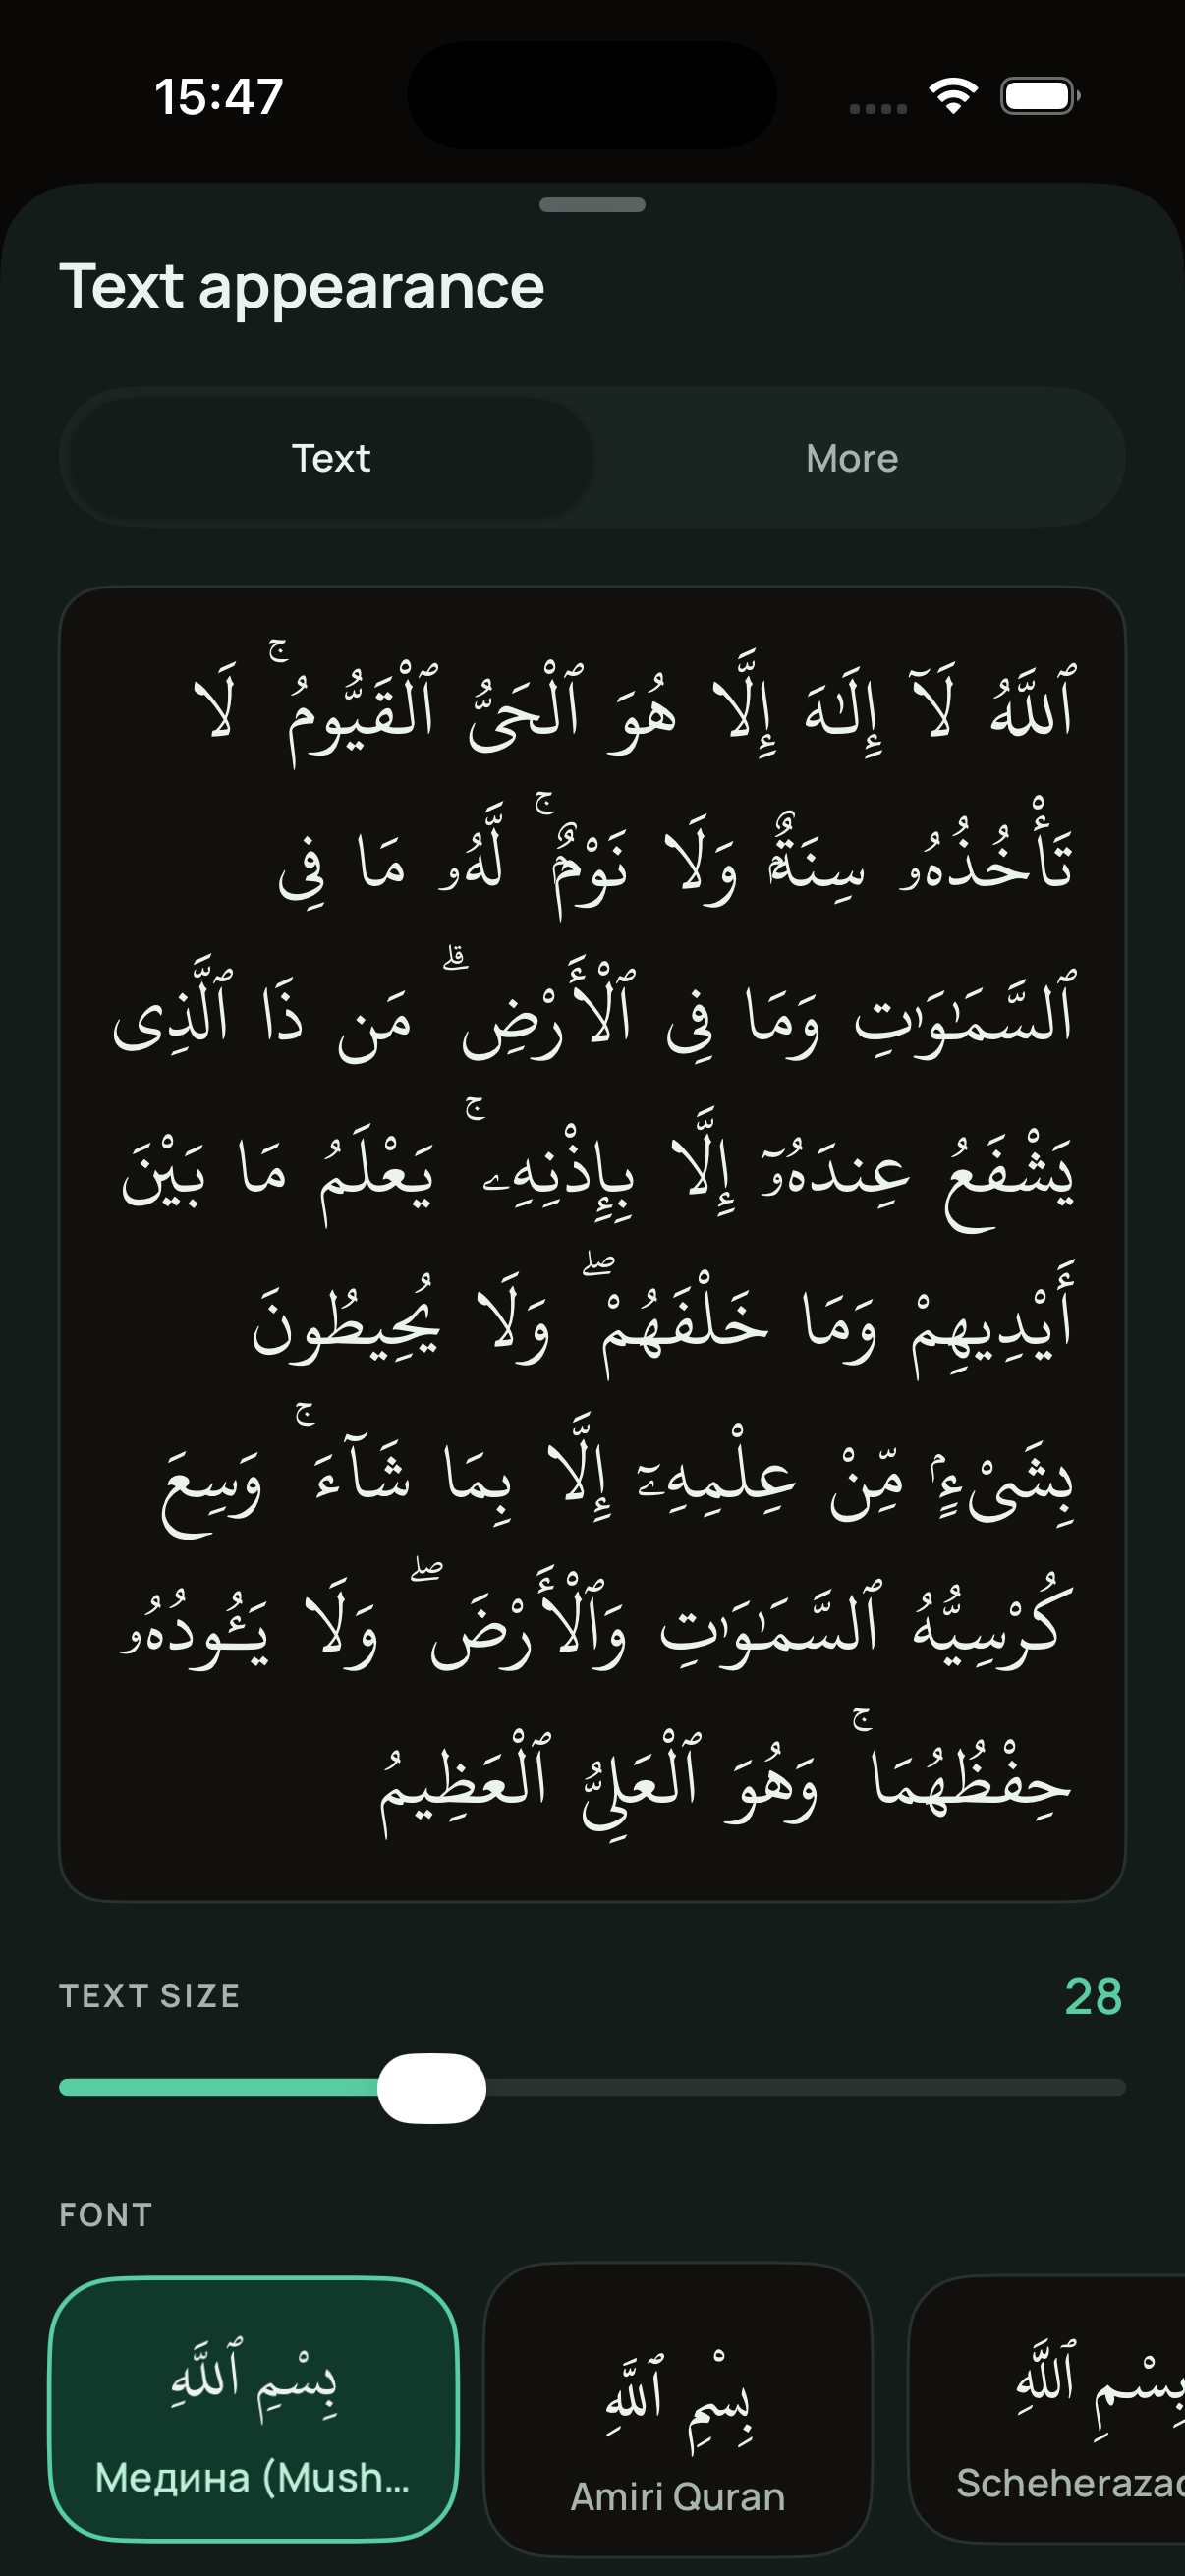 15:47
Text appearance
Text
More
ٱللَّهُ لَآ إِلَـٰهَ إِلَّا هُوَ ٱلْحَىُّ ٱلْقَيُّومُ ۚ لَا
تَأْخُذُهُۥ سِنَةٌۭ وَلَا نَوْمٌۭ ۚ لَّهُۥ مَا فِى
ٱلسَّمَـٰوَٰتِ وَمَا فِى ٱلْأَرْضِ ۗ مَن ذَا ٱلَّذِى
يَشْفَعُ عِندَهُۥٓ إِلَّا بِإِذْنِهِۦ ۚ يَعْلَمُ مَا بَيْنَ
أَيْدِيهِمْ وَمَا خَلْفَهُمْ ۖ وَلَا يُحِيطُونَ
بِشَىْءٍۢ مِّنْ عِلْمِهِۦٓ إِلَّا بِمَا شَآءَ ۚ وَسِعَ
كُرْسِيُّهُ ٱلسَّمَـٰوَٰتِ وَٱلْأَرْضَ ۖ وَلَا يَـُٔودُهُۥ
حِفْظُهُمَا ۚ وَهُوَ ٱلْعَلِىُّ ٱلْعَظِيمُ
TEXT SIZE
28
FONT
بِسْمِ ٱللَّهِ
Медина (Mush...
بِسْمِ ٱللَّهِ
Amiri Quran
بِسْمِ ٱللَّهِ
Scheherazad